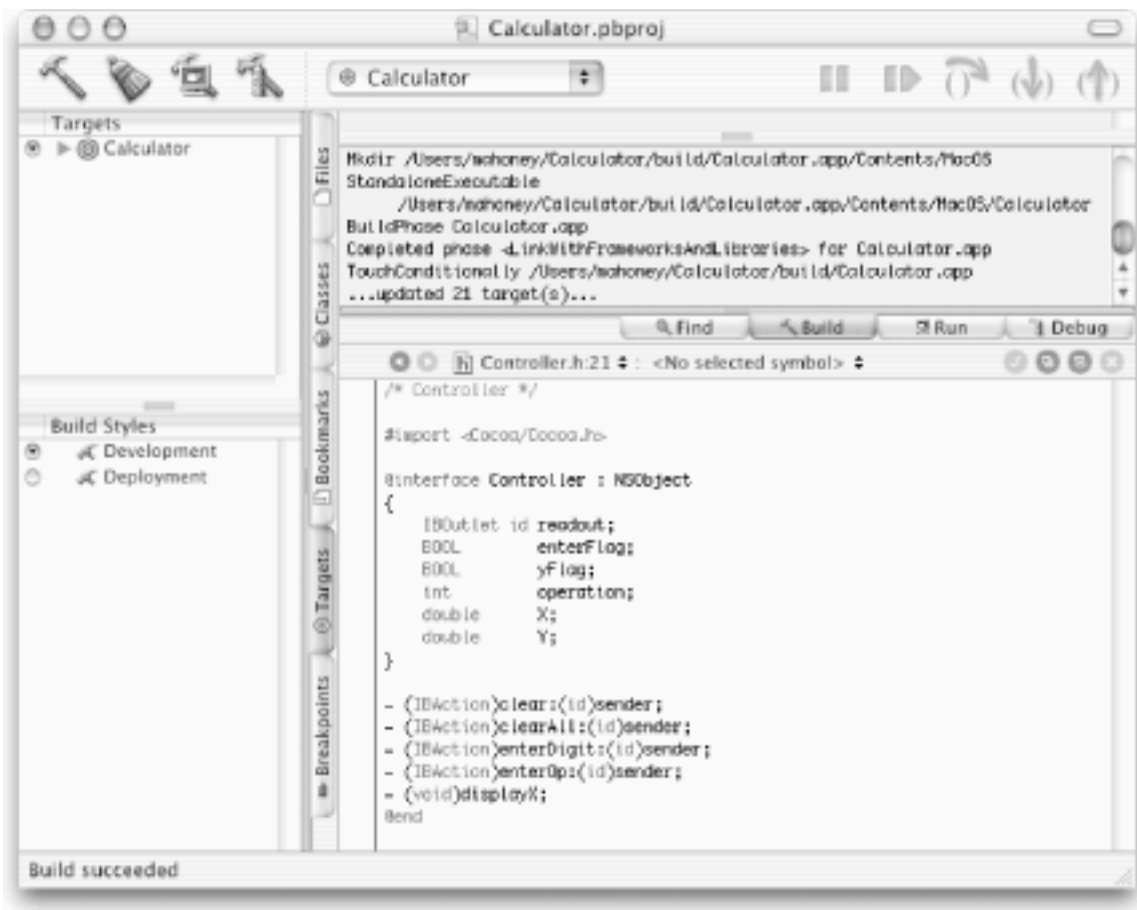 Calculator.pbproj
Calculator
Targets
Calculator
Build Styles
Development
Deployment
Files
Classes
Bookmarks
Targets
Breakpoints
Mkdir /Users/mahoney/Calculator/build/Calculator.app/Contents/MacOS
StandaloneExecutable
/Users/mahoney/Calculator/build/Calculator.app/Contents/MacOS/Calculator
BuildPhase Calculator.app
Completed phase <LinkWithFrameworksAndLibraries> for Calculator.app
TouchConditionally /Users/mahoney/Calculator/build/Calculator.app
...updated 21 target(s)...
Find Build Run Debug
h Controller.h:21 : <No selected symbol>
/* Controller */
#import <Cocoa/Cocoa.h>
@interface Controller : NSObject
{
IBOutlet id readout;
BOOL enterFlag;
BOOL yFlag;
int operation;
double X;
double Y;
}
- (IBAction)clear:(id)sender;
- (IBAction)clearAll:(id)sender;
- (IBAction)enterDigit:(id)sender;
- (IBAction)enterOp:(id)sender;
- (void)displayX;
@end
Build succeeded